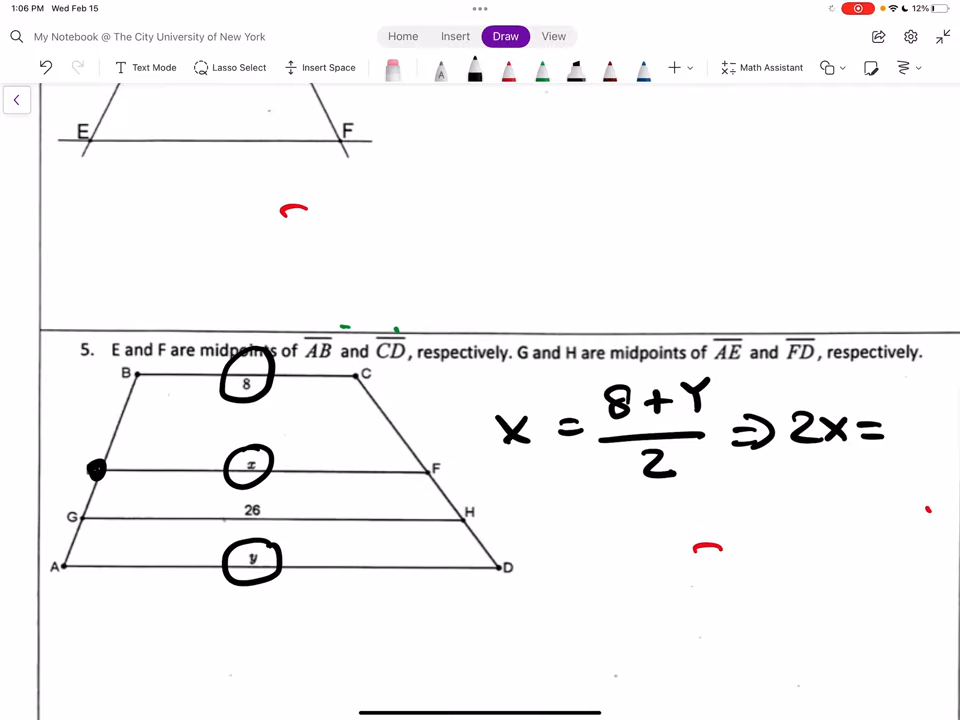 1:06 PM Wed Feb 15
12%
My Notebook @ The City University of New York
Home Insert Draw View
Text Mode Lasso Select Insert Space A Math Assistant
E F
5. E and F are midpoints of AB and CD, respectively. G and H are midpoints of AE and FD, respectively.
B 8 C
x = 8 + Y / 2 ⇒ 2x =
x F
G 26 H
A y D